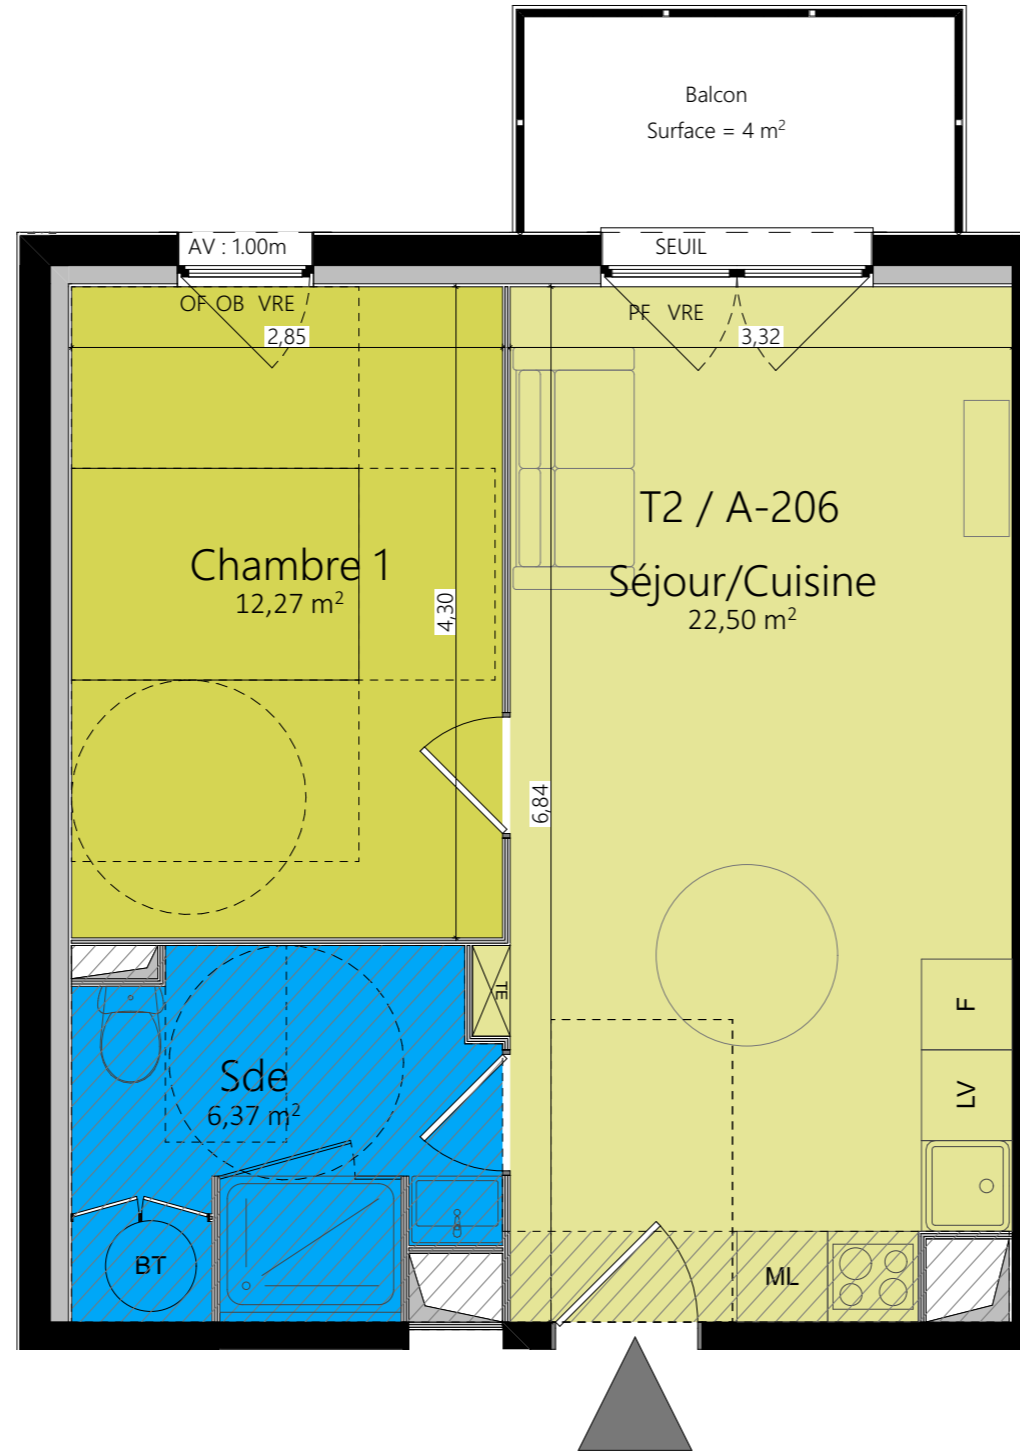 Balcon
Surface = 4 m²
AV : 1.00m
SEUIL
OF OB VRE
PF VRE
2,85
3,32
T2 / A-206
Chambre 1
12,27 m²
Séjour/Cuisine
22,50 m²
4,30
6,84
TE
F
Sde
6,37 m²
LV
BT
ML